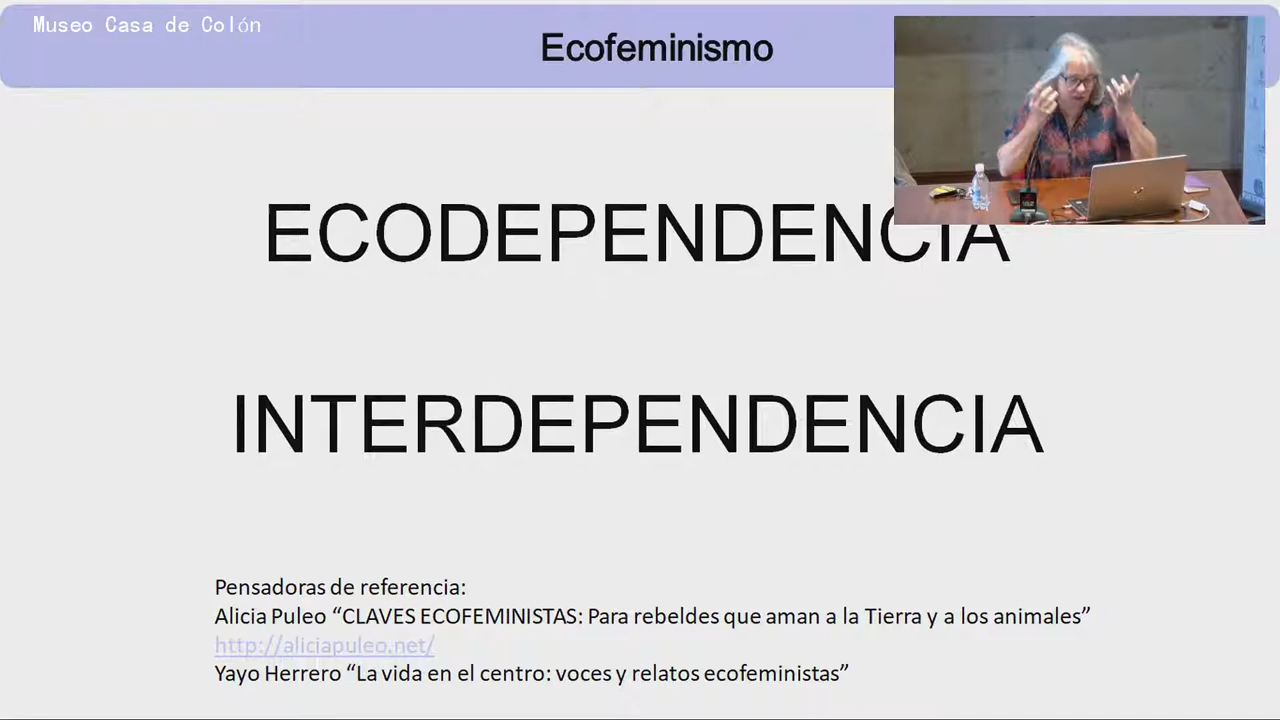 Museo Casa de Colón
Ecofeminismo
ECODEPENDENCIA
INTERDEPENDENCIA
Pensadoras de referencia:
Alicia Puleo “CLAVES ECOFEMINISTAS: Para rebeldes que aman a la Tierra y a los animales”
http://aliciapuleo.net/
Yayo Herrero “La vida en el centro: voces y relatos ecofeministas”